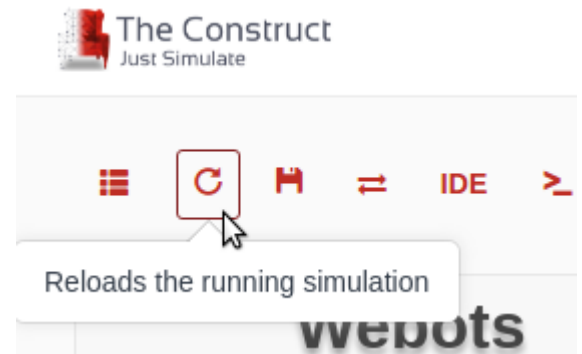 The Construct
Just Simulate
IDE >_
Reloads the running simulation
Webots